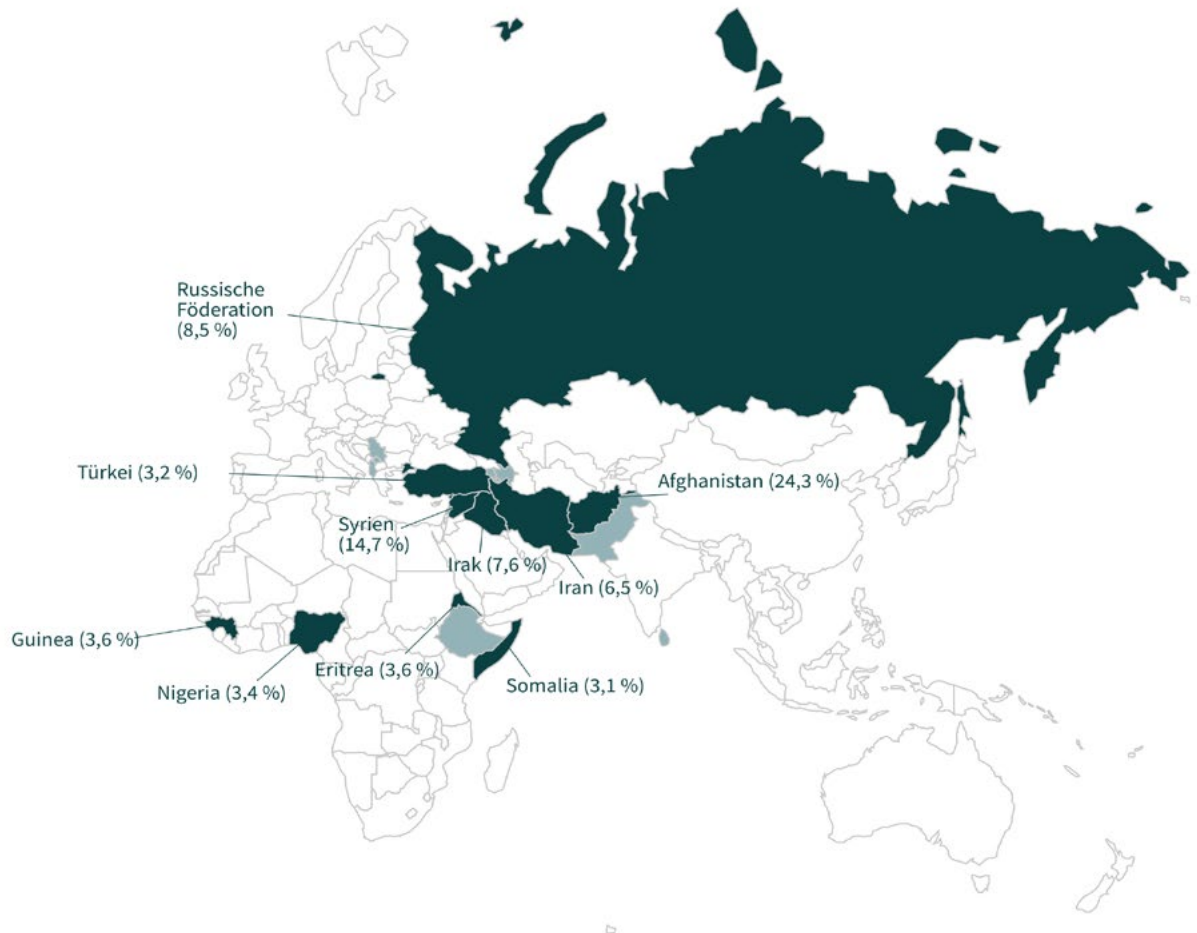 Russische
Föderation
(8,5 %)
Türkei (3,2 %)
Afghanistan (24,3 %)
Syrien
(14,7 %)
Irak (7,6 %)
Iran (6,5 %)
Guinea (3,6 %)
Eritrea (3,6 %)
Nigeria (3,4 %)
Somalia (3,1 %)